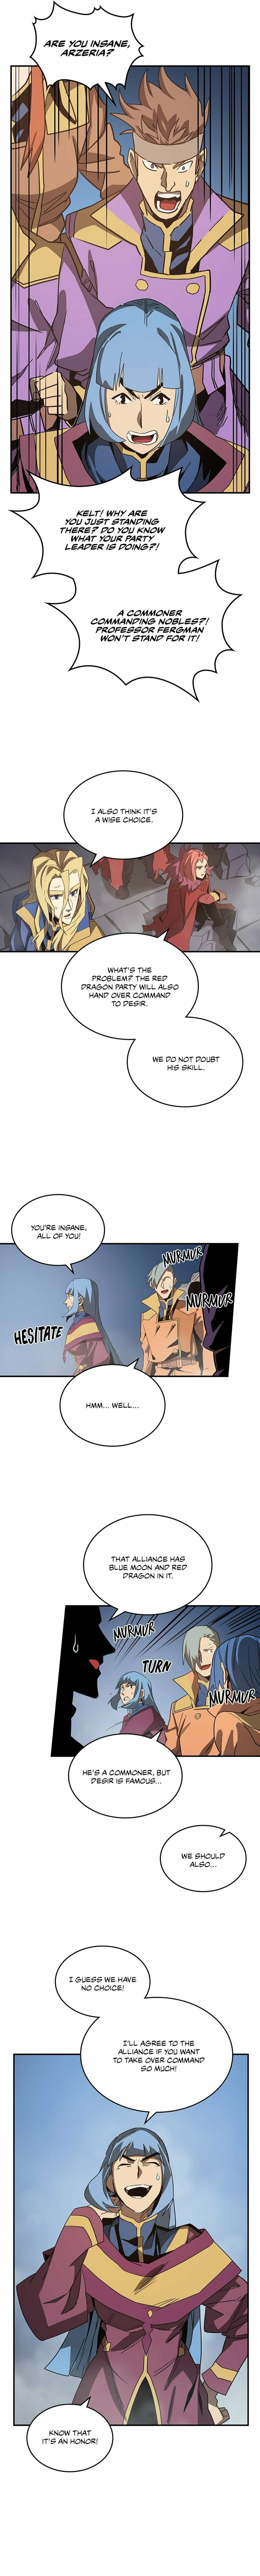 ARE YOU INSANE,
ARZERIA?
KELT! WHY ARE
YOU JUST STANDING
THERE? DO YOU KNOW
WHAT YOUR PARTY
LEADER IS DOING?!
A COMMONER
COMMANDING NOBLES?!
PROFESSOR FERGMAN
WON'T STAND FOR IT!
I ALSO THINK IT'S
A WISE CHOICE.
WHAT'S THE
PROBLEM? THE RED
DRAGON PARTY WILL ALSO
HAND OVER COMMAND
TO DESIR.
WE DO NOT DOUBT
HIS SKILL.
YOU'RE INSANE,
ALL OF YOU!
MURMUR
MURMUR
HESITATE
HMM... WELL...
THAT ALLIANCE HAS
BLUE MOON AND RED
DRAGON IN IT.
MURMUR
TURN
MURMUR
HE'S A COMMONER, BUT
DESIR IS FAMOUS...
WE SHOULD
ALSO...
I GUESS WE HAVE
NO CHOICE!
I'LL AGREE TO THE
ALLIANCE IF YOU WANT
TO TAKE OVER COMMAND
SO MUCH!
KNOW THAT
IT'S AN HONOR!